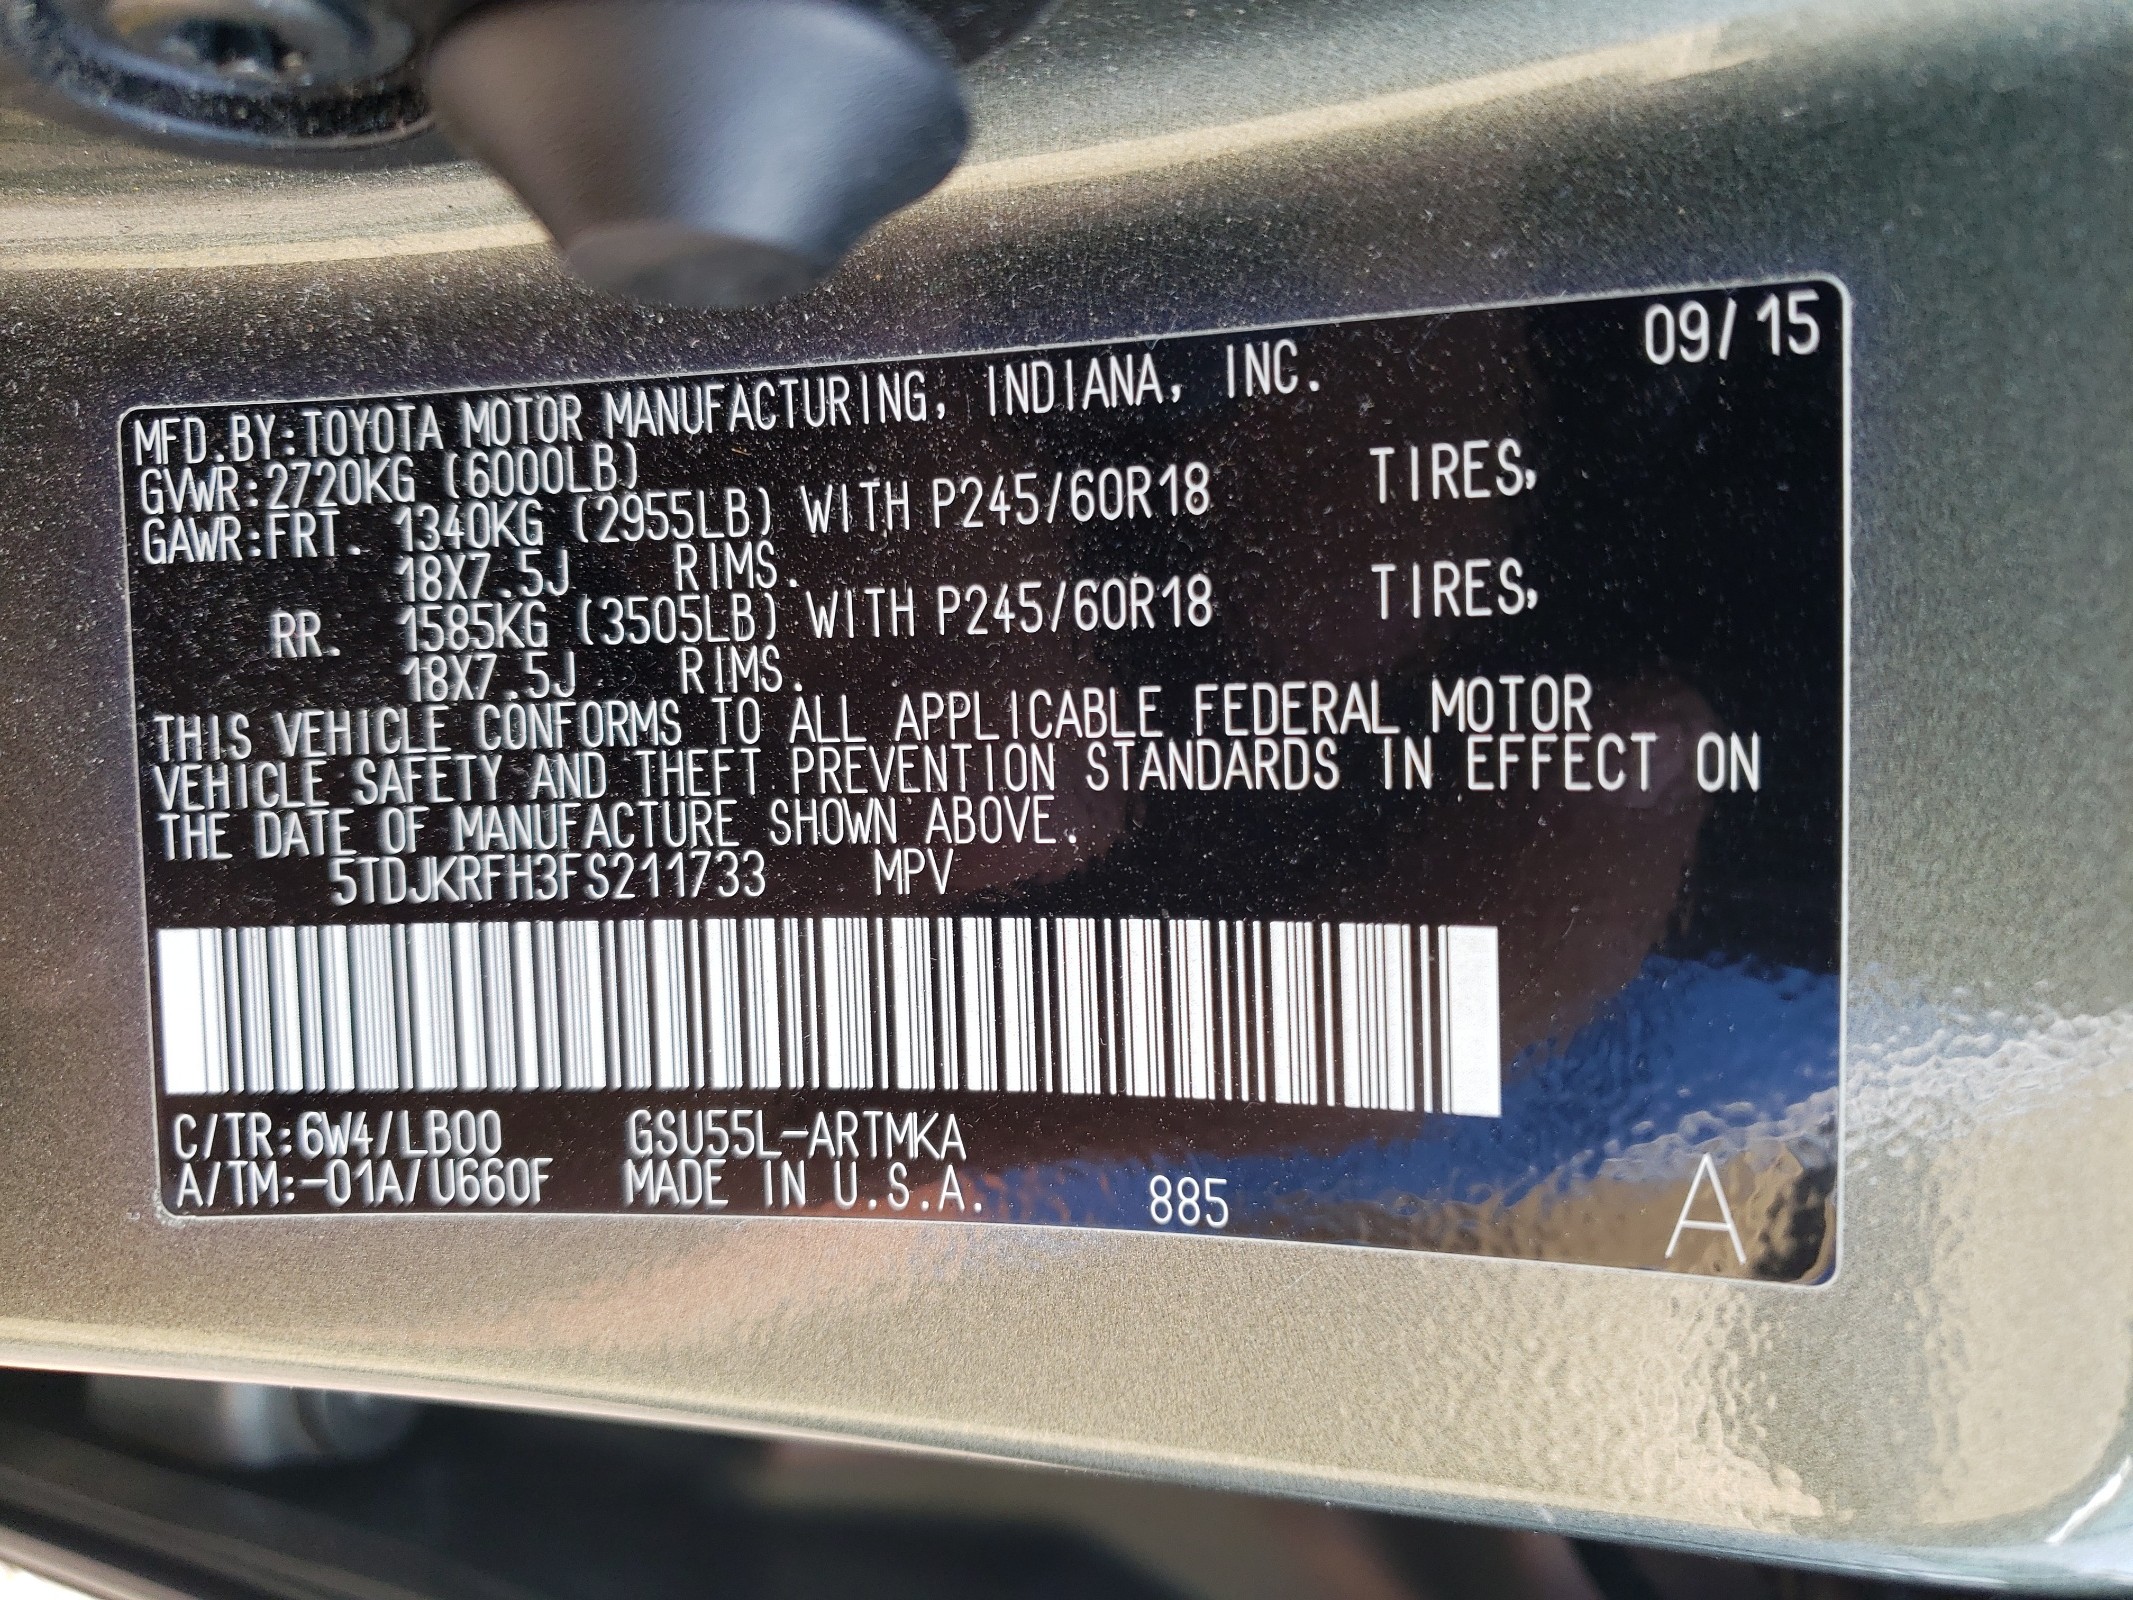 09/15
MFD.BY:TOYOTA MOTOR MANUFACTURING, INDIANA, INC.
GVWR:2720KG (6000LB)
GAWR:FRT. 1340KG (2955LB) WITH P245/60R18 TIRES,
18X7.5J RIMS.
RR. 1585KG (3505LB) WITH P245/60R18 TIRES,
18X7.5J RIMS.
THIS VEHICLE CONFORMS TO ALL APPLICABLE FEDERAL MOTOR
VEHICLE SAFETY AND THEFT PREVENTION STANDARDS IN EFFECT ON
THE DATE OF MANUFACTURE SHOWN ABOVE.
5TDJKRFH3FS211733 MPV
C/TR:6W4/LB00 GSU55L-ARTMKA
A/TM:-01A/U660F MADE IN U.S.A. 885
A